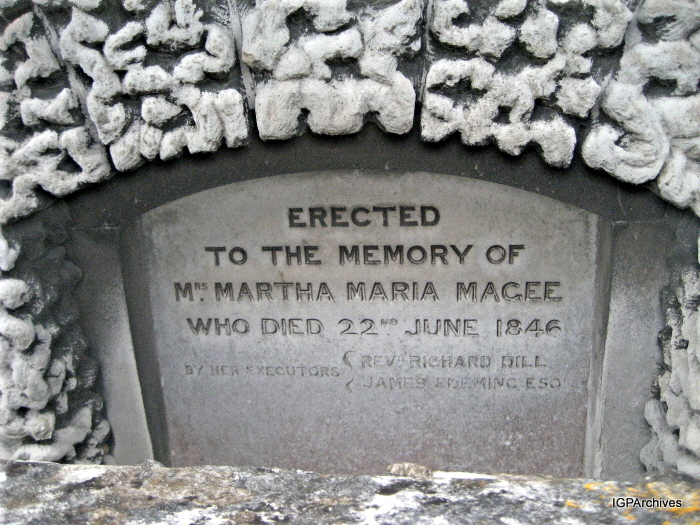 ERECTED
TO THE MEMORY OF
MRS MARTHA MARIA MAGEE
WHO DIED 22ND JUNE 1846
BY HER EXECUTORS { REVD RICHARD DILL
{ JAMES FLEMING ESQ
IGPArchives